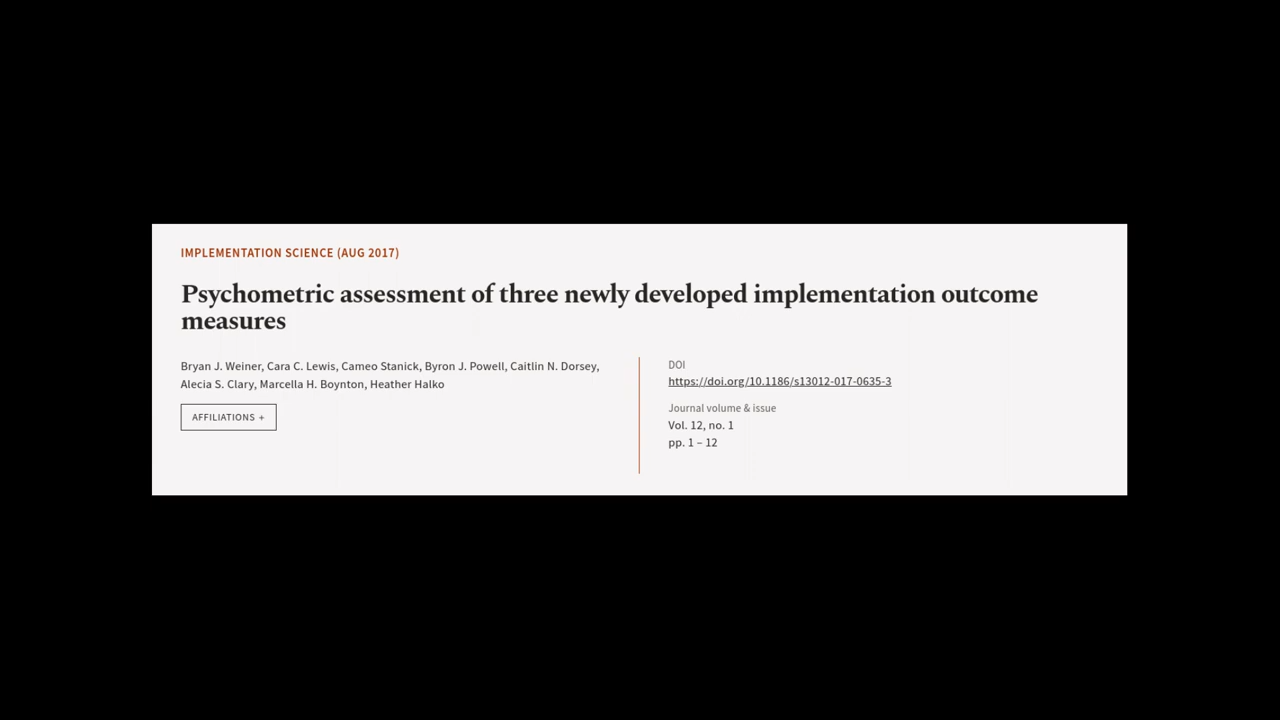 IMPLEMENTATION SCIENCE (AUG 2017)
Psychometric assessment of three newly developed implementation outcome
measures
Bryan J. Weiner, Cara C. Lewis, Cameo Stanick, Byron J. Powell, Caitlin N. Dorsey,
Alecia S. Clary, Marcella H. Boynton, Heather Halko
AFFILIATIONS +
DOI
https://doi.org/10.1186/s13012-017-0635-3
Journal volume & issue
Vol. 12, no. 1
pp. 1 – 12